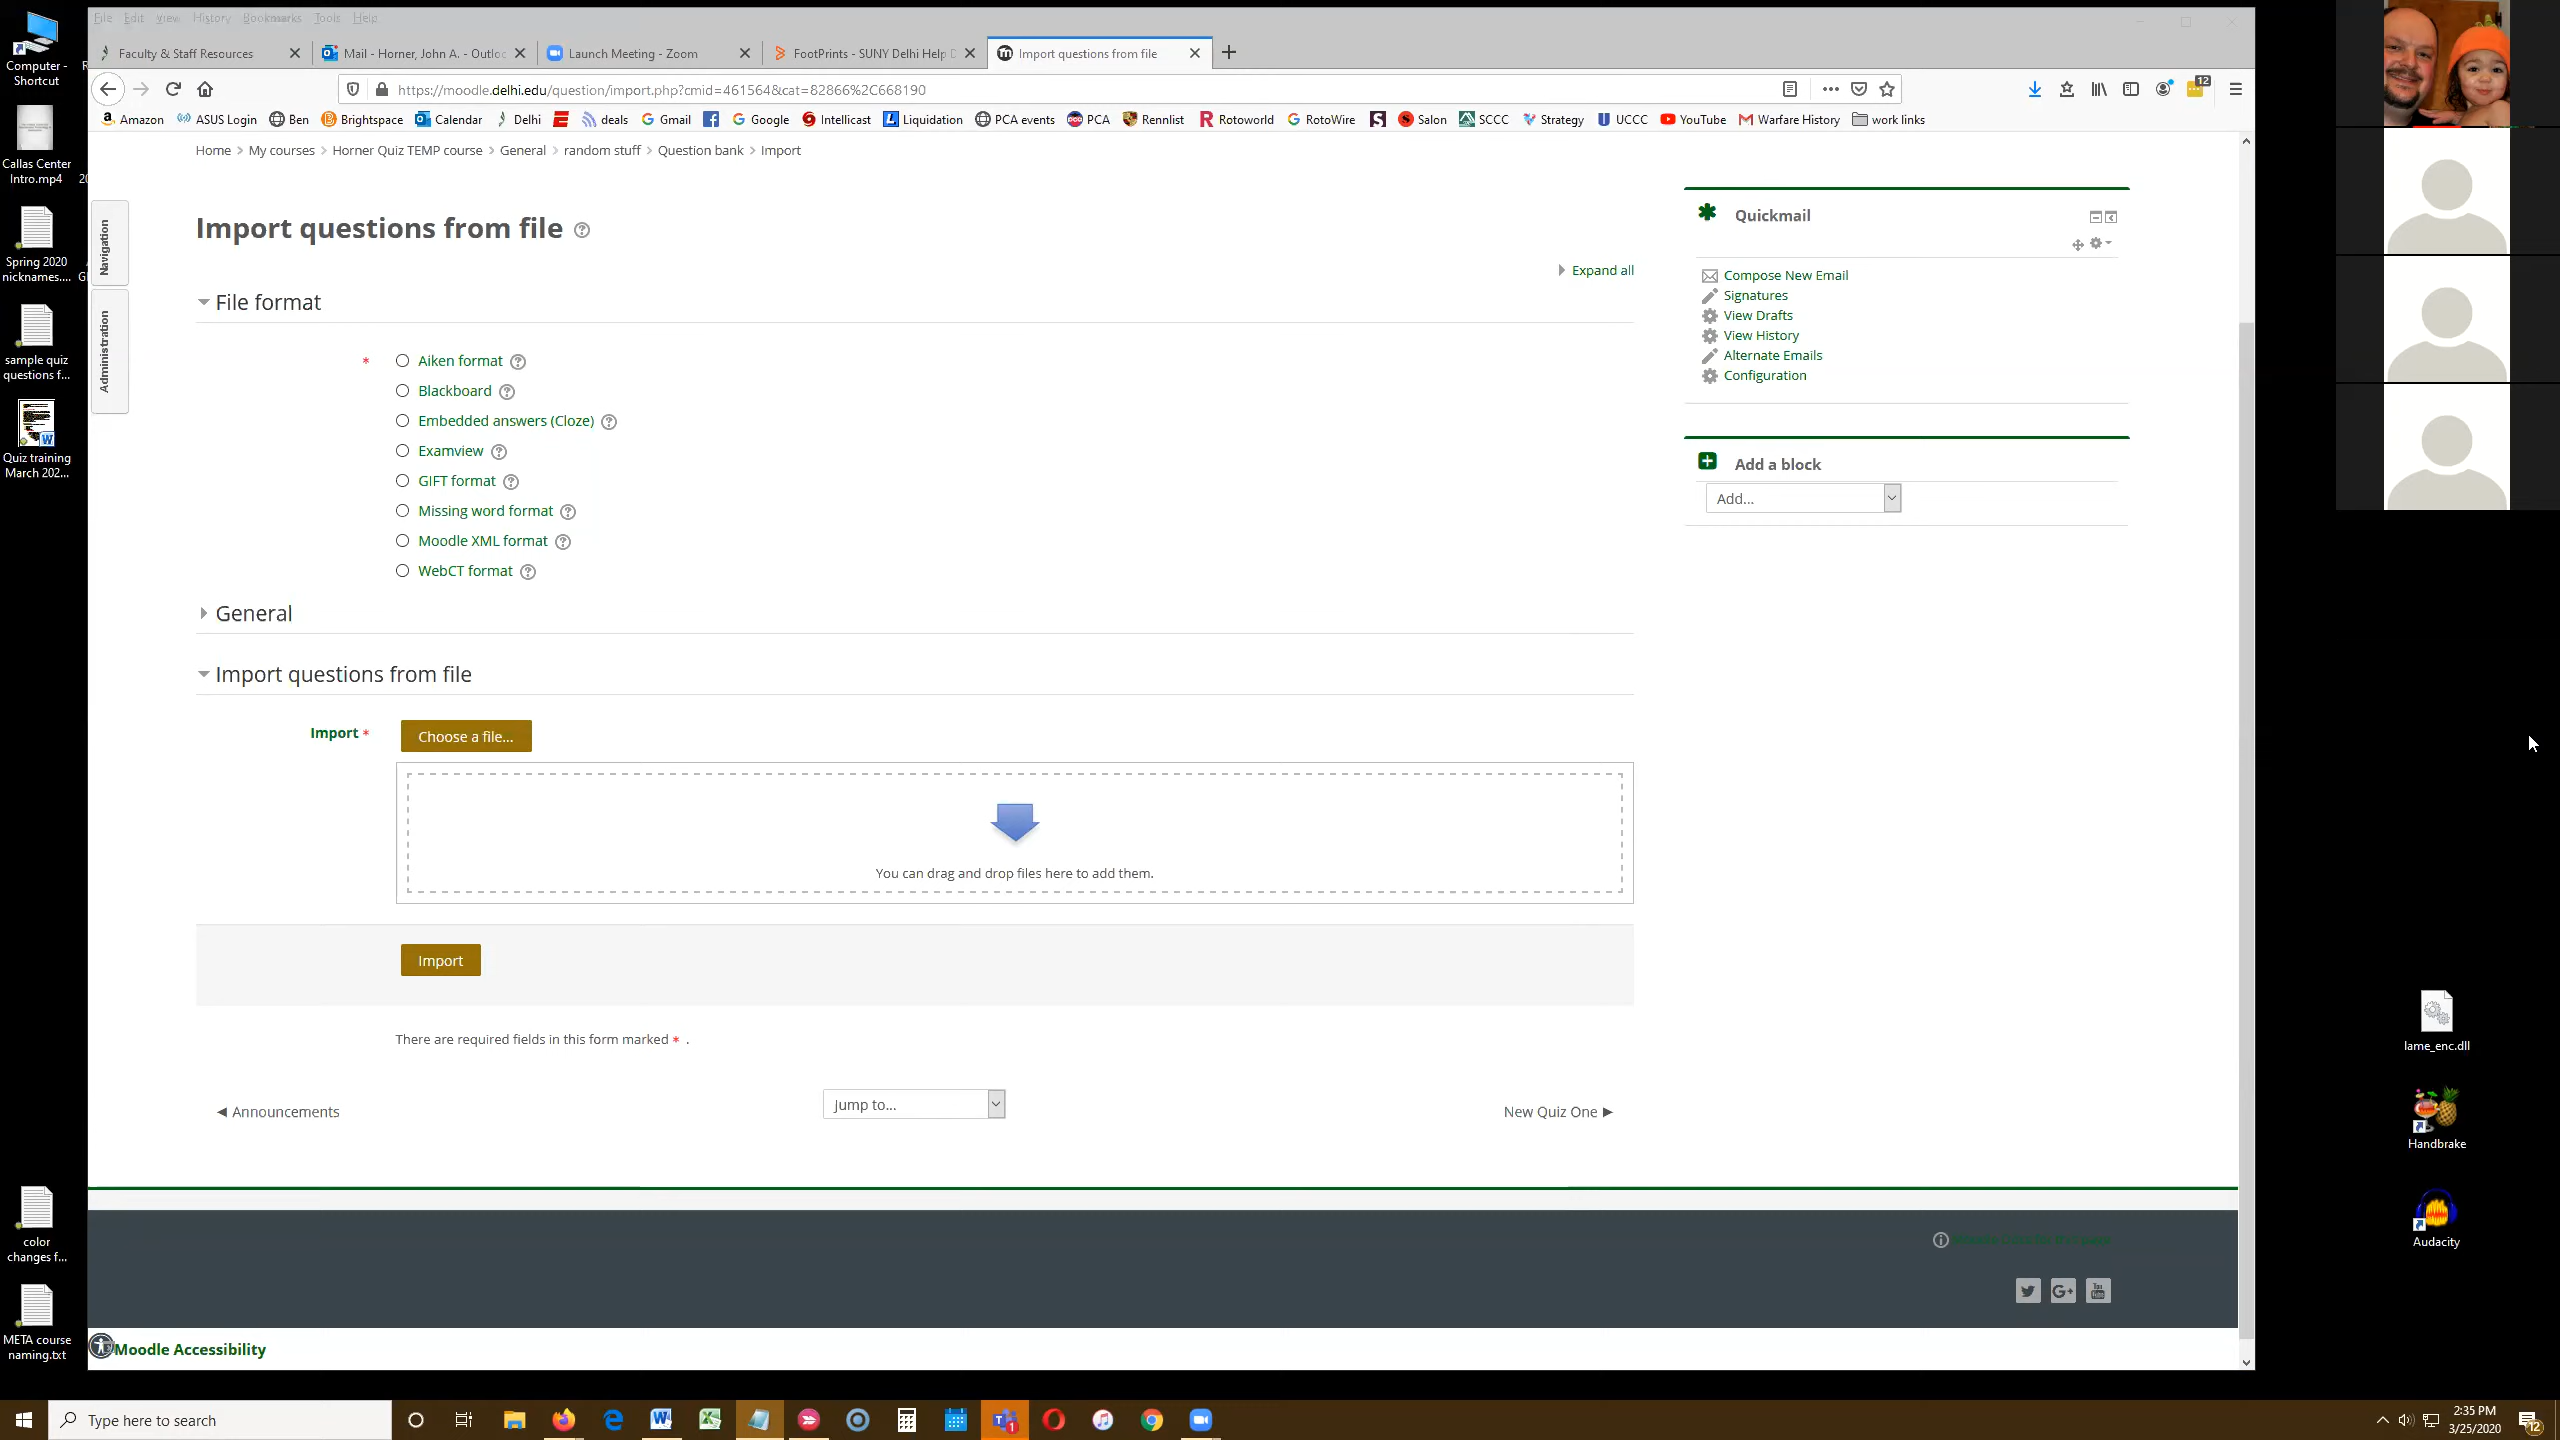 File Edit View History Bookmarks Tools Help
Faculty & Staff Resources
Mail - Horner, John A. - Outlo
Launch Meeting - Zoom
FootPrints - SUNY Delhi Help D
Import questions from file
https://moodle.delhi.edu/question/import.php?cmid=461564&cat=82866%2C668190
12
Amazon ASUS Login Ben Brightspace Calendar Delhi deals Gmail Google Intellicast Liquidation PCA events PCA Rennlist Rotoworld RotoWire Salon SCCC Strategy UCCC YouTube Warfare History work links
Home My courses Horner Quiz TEMP course General random stuff Question bank Import
Navigation
Administration
Import questions from file
Expand all
File format
* Aiken format
Blackboard
Embedded answers (Cloze)
Examview
GIFT format
Missing word format
Moodle XML format
WebCT format
General
Import questions from file
Import *
Choose a file...
You can drag and drop files here to add them.
Import
There are required fields in this form marked * .
◄ Announcements
Jump to...
New Quiz One ►
Moodle Accessibility
Quickmail
Compose New Email
Signatures
View Drafts
View History
Alternate Emails
Configuration
Add a block
Add...
Computer -
Shortcut
Callas Center
Intro.mp4
Spring 2020
nicknames....
sample quiz
questions f...
Quiz training
March 202...
color
changes f...
META course
naming.txt
lame_enc.dll
Handbrake
Audacity
Type here to search
2:35 PM
3/25/2020
12